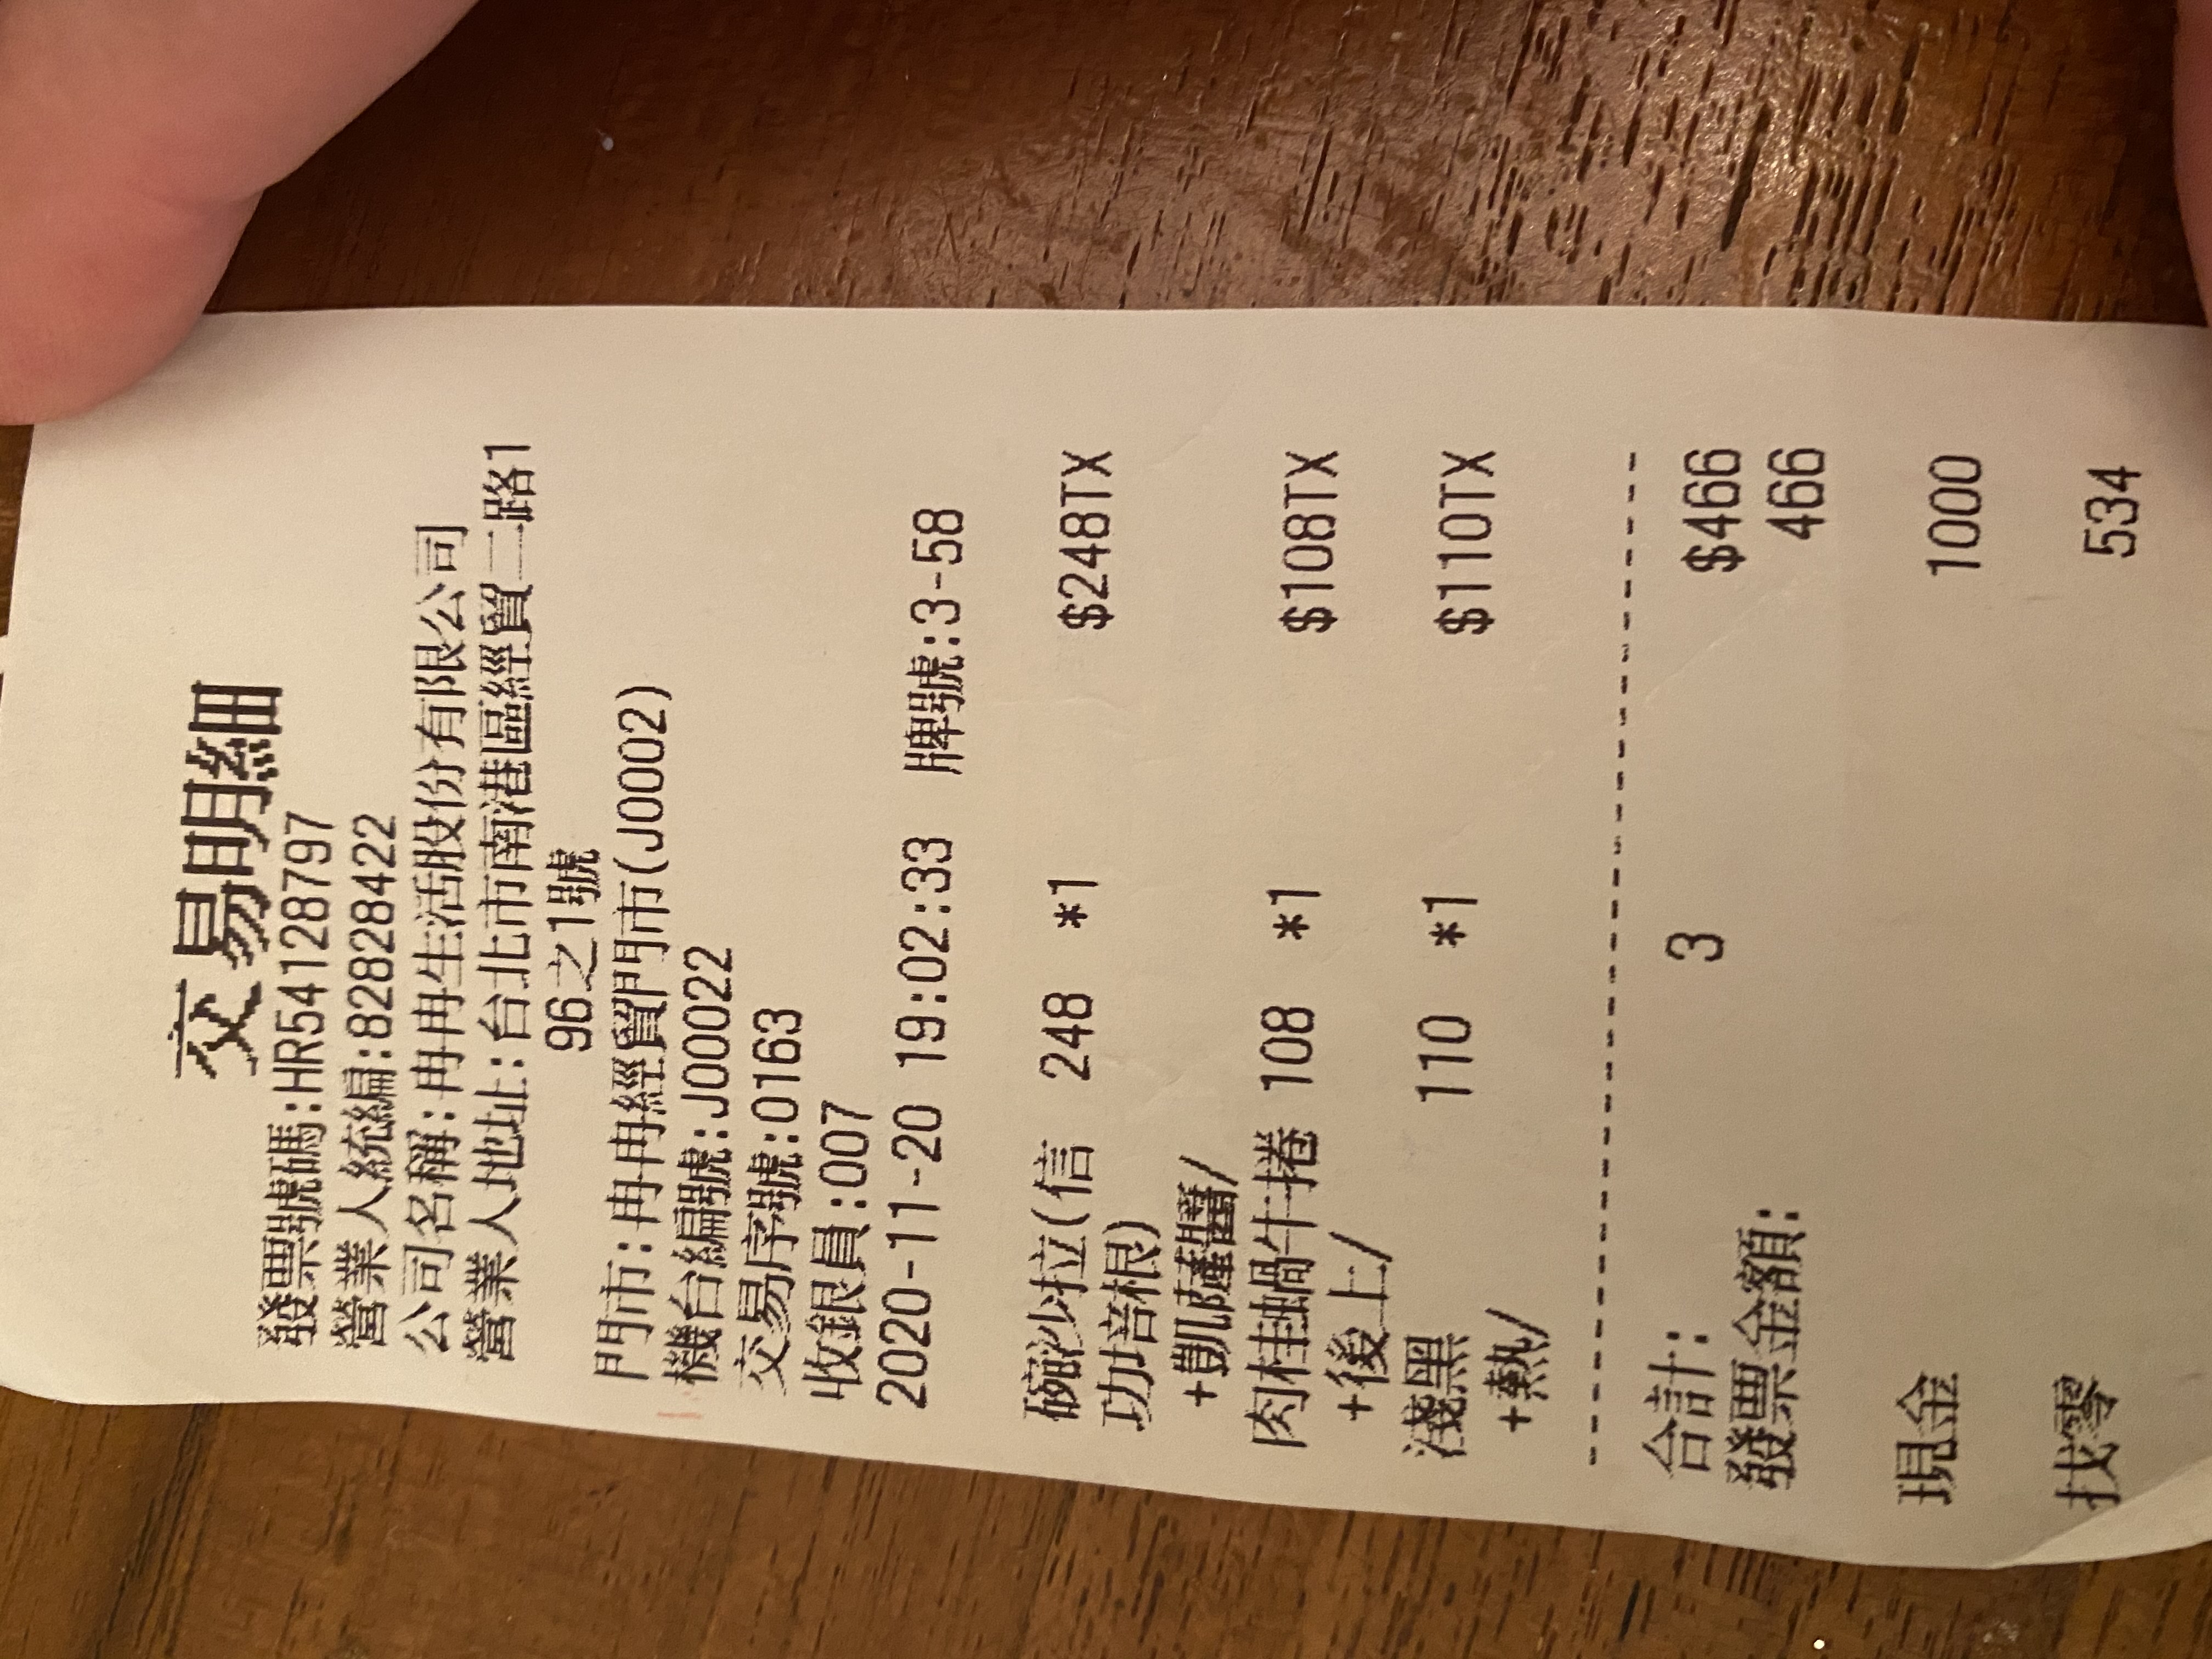 交易明細
發票號碼:HR54128797
營業人統編:82828422
公司名稱:冉冉生活股份有限公司
營業人地址:台北市南港區經貿二路1
96之1號
門市:冉冉經貿門市(J0002)
機台編號:J00022
交易序號:0163
收銀員:007
2020-11-20 19:02:33 牌號:3-58
碗沙拉(信 248 *1 $248TX
功培根)
+凱薩醬/
肉桂蝸牛捲 108 *1 $108TX
+後上/
淺黑 110 *1 $110TX
+熱/
--------------------------------
合計: 3 $466
發票金額: 466
現金 1000
找零 534